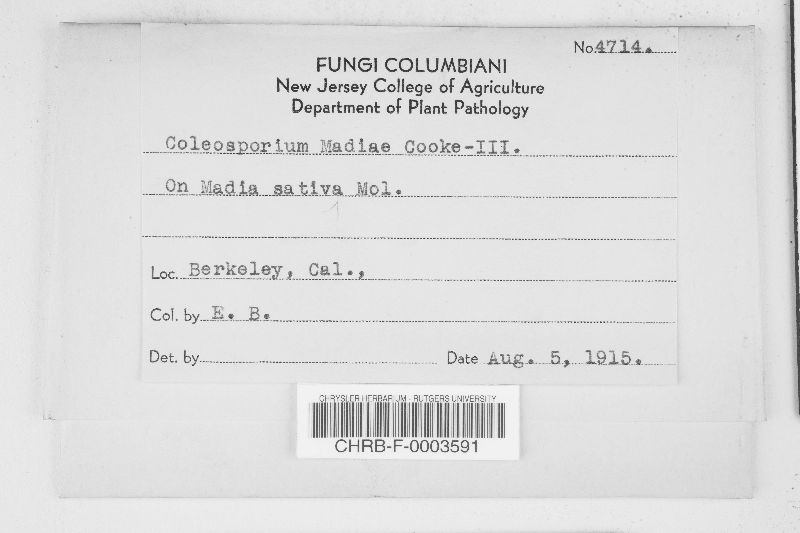 No. 4714.
FUNGI COLUMBIANI
New Jersey College of Agriculture
Department of Plant Pathology
Coleosporium Madiae Cooke-III.
On Madia sativa Mol.
Loc. Berkeley, Cal.,
Col. by E. B.
Det. by Date Aug. 5, 1915.
CHRYSLER HERBARIUM - RUTGERS UNIVERSITY
CHRB-F-0003591